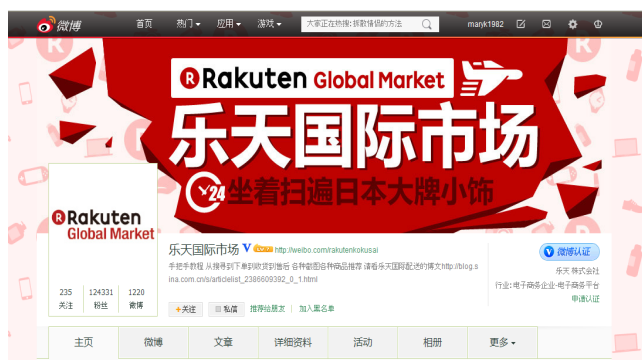 微博
首页 热门 应用 游戏 大家正在热搜:拆散情侣的方法 maryk1982
R Rakuten Global Market
乐天国际市场
24 坐着扫遍日本大牌小饰
R Rakuten
Global Market
乐天国际市场 V http://weibo.com/rakutenkokusai
手把手教程 从搜寻到下单到收货到售后 各种截图各种商品推荐 请看乐天国际配送的博文http://blog.s
ina.com.cn/s/articlelist_2386609392_0_1.html
V 微博认证
乐天 株式会社
行业:电子商务企业-电子商务平台
申请认证
235 124331 1220
关注 粉丝 微博
+关注 私信 推荐给朋友 加入黑名单
主页 微博 文章 详细资料 活动 相册 更多